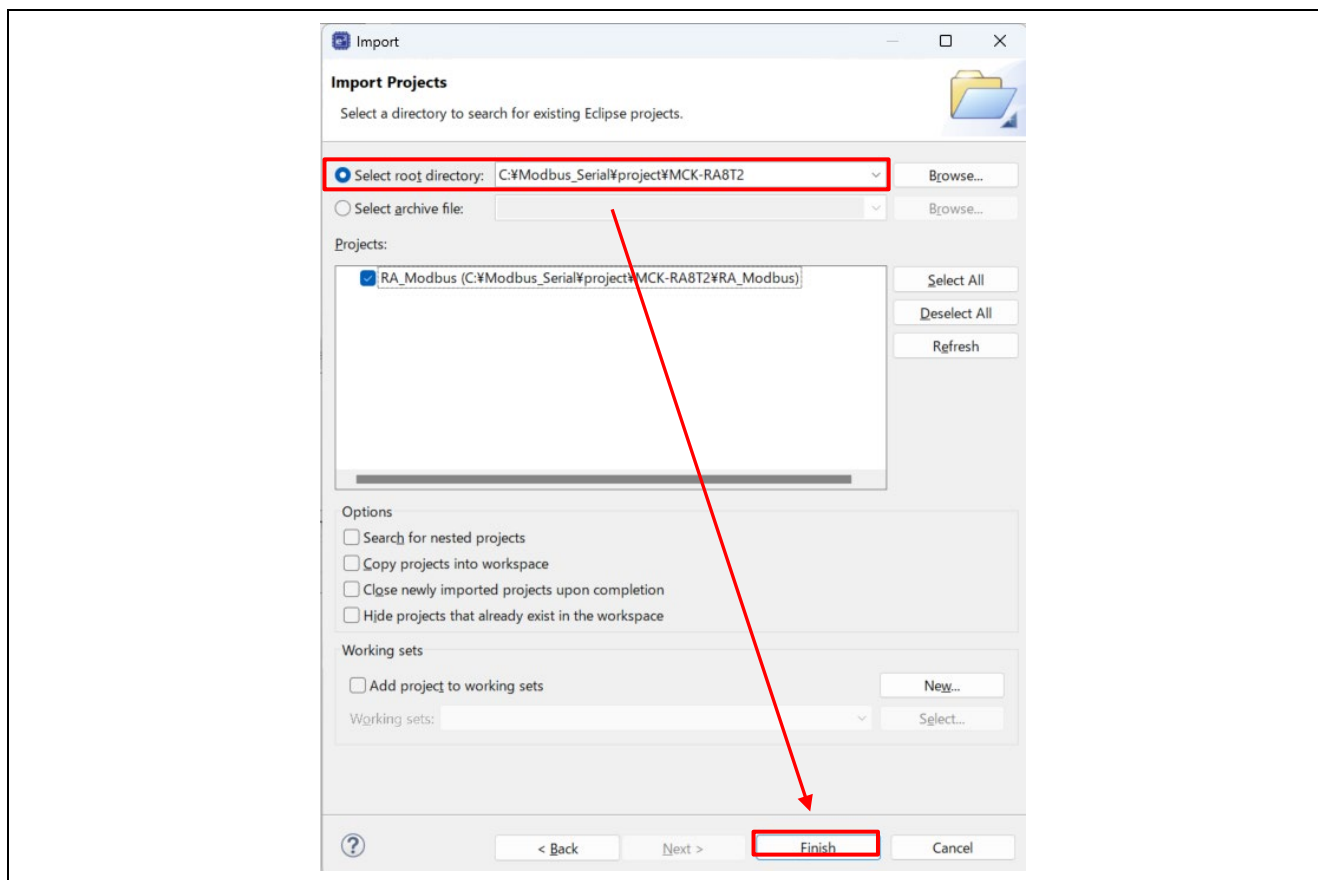 Import
Import Projects
Select a directory to search for existing Eclipse projects.
Select root directory: C:¥Modbus_Serial¥project¥MCK-RA8T2 Browse...
Select archive file: Browse...
Projects:
RA_Modbus (C:¥Modbus_Serial¥project¥MCK-RA8T2¥RA_Modbus)
Select All
Deselect All
Refresh
Options
Search for nested projects
Copy projects into workspace
Close newly imported projects upon completion
Hide projects that already exist in the workspace
Working sets
Add project to working sets New...
Working sets: Select...
? < Back Next > Finish Cancel